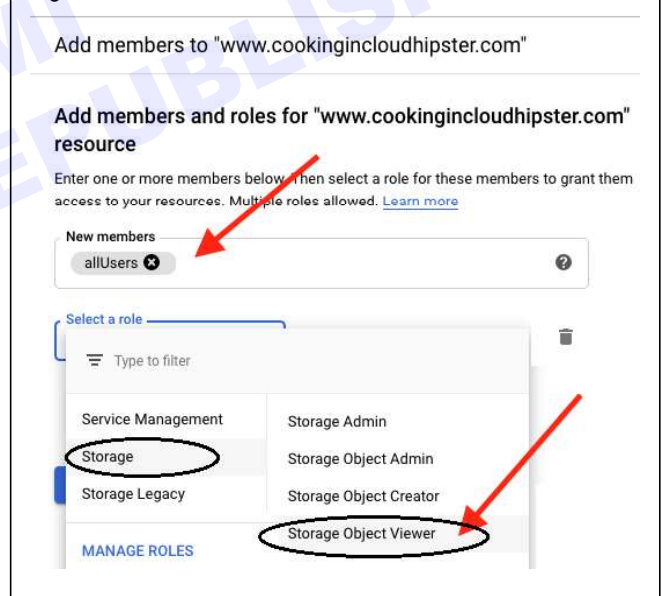 Add members to "www.cookingincloudhipster.com"
Add members and roles for "www.cookingincloudhipster.com"
resource
Enter one or more members below. Then select a role for these members to grant them
access to your resources. Multiple roles allowed. Learn more
New members
allUsers
Select a role
Type to filter
Service Management
Storage
Storage Legacy
MANAGE ROLES
Storage Admin
Storage Object Admin
Storage Object Creator
Storage Object Viewer